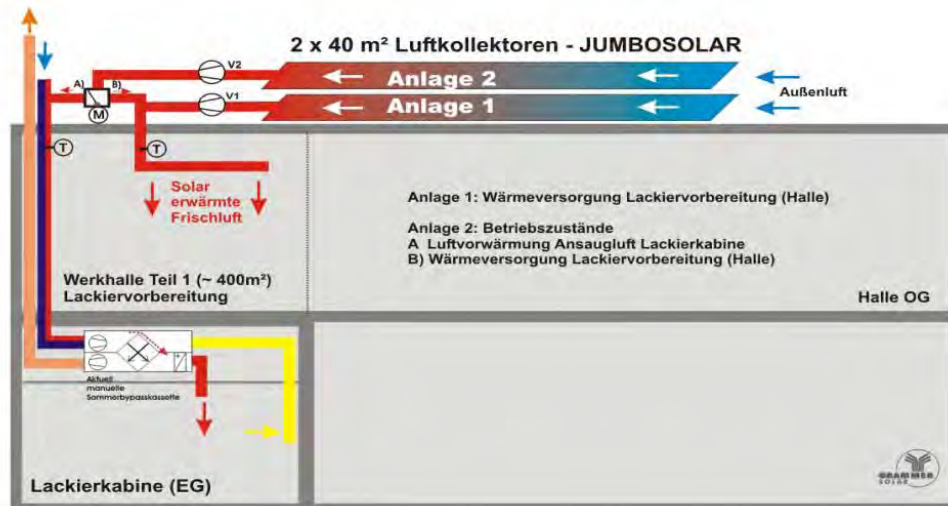 2 x 40 m² Luftkollektoren - JUMBOSOLAR
V2
Anlage 2
A)
B)
Außenluft
V1
Anlage 1
M
T
T
Solar
erwärmte
Frischluft
Anlage 1: Wärmeversorgung Lackiervorbereitung (Halle)
Anlage 2: Betriebszustände
A Luftvorwärmung Ansaugluft Lackierkabine
B) Wärmeversorgung Lackiervorbereitung (Halle)
Werkhalle Teil 1 (~ 400m²)
Lackiervorbereitung
Halle OG
Aktuell
manuelle
Sommerbypasskassette
Lackierkabine (EG)
GRAMMER
SOLAR